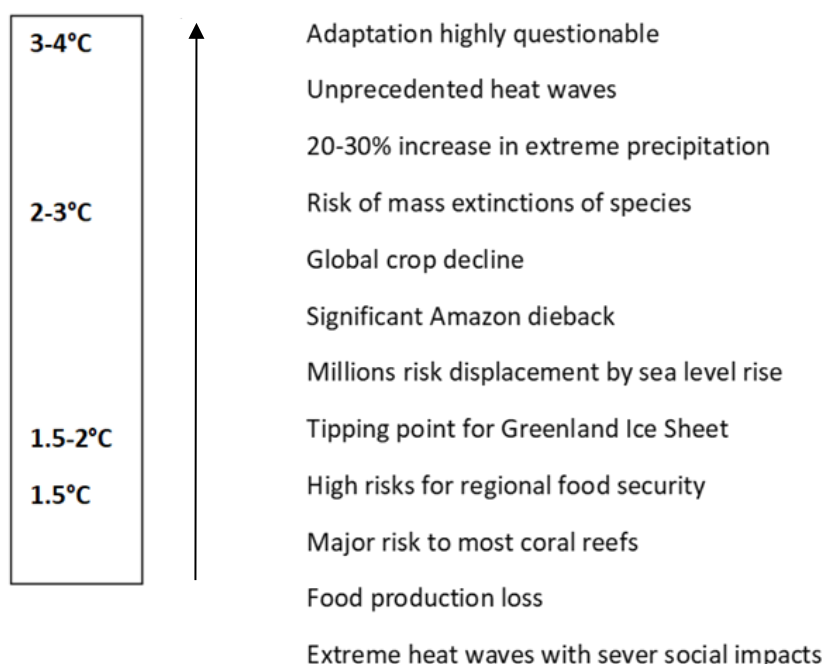 3-4°C
Adaptation highly questionable
Unprecedented heat waves
20-30% increase in extreme precipitation
2-3°C
Risk of mass extinctions of species
Global crop decline
Significant Amazon dieback
Millions risk displacement by sea level rise
1.5-2°C
Tipping point for Greenland Ice Sheet
1.5°C
High risks for regional food security
Major risk to most coral reefs
Food production loss
Extreme heat waves with sever social impacts